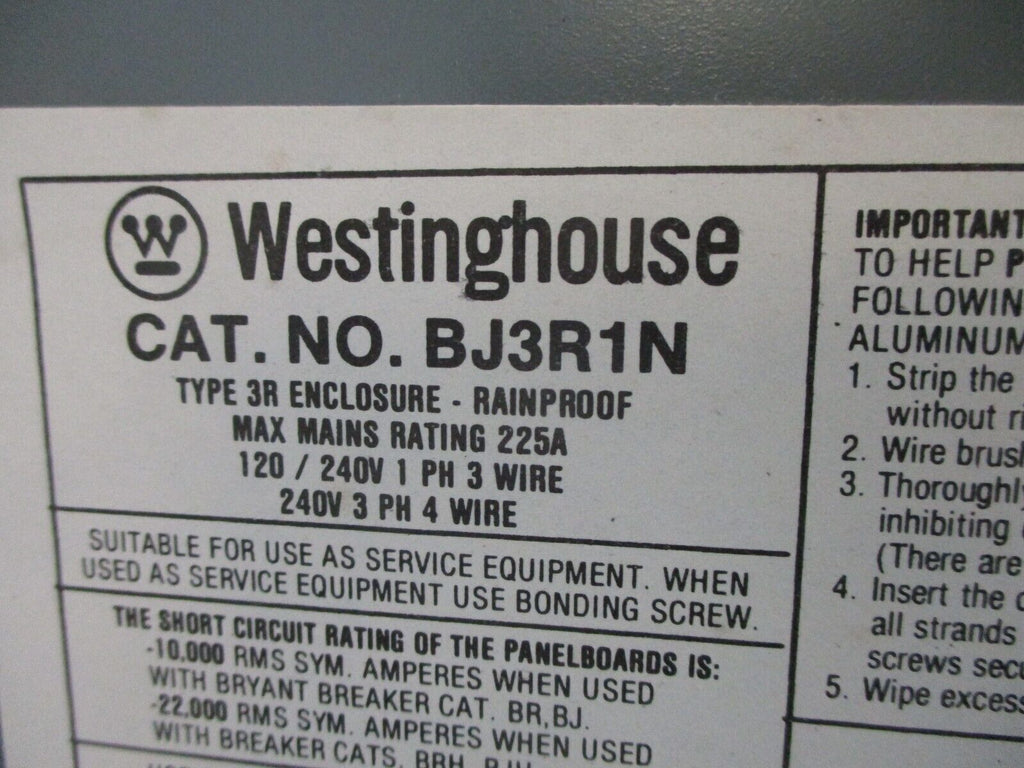 Westinghouse
CAT. NO. BJ3R1N
TYPE 3R ENCLOSURE - RAINPROOF
MAX MAINS RATING 225A
120 / 240V 1 PH 3 WIRE
240V 3 PH 4 WIRE
SUITABLE FOR USE AS SERVICE EQUIPMENT. WHEN
USED AS SERVICE EQUIPMENT USE BONDING SCREW.
THE SHORT CIRCUIT RATING OF THE PANELBOARDS IS:
-10,000 RMS SYM. AMPERES WHEN USED
WITH BRYANT BREAKER CAT. BR,BJ.
-22,000 RMS SYM. AMPERES WHEN USED
WITH BREAKER CATS. BRH,
IMPORTANT
TO HELP P
FOLLOWIN
ALUMINUM
1. Strip the
without
2. Wire brus
3. Thoroughly
inhibiting
(There are
4. Insert the
all strands
screws secu
5. Wipe excess